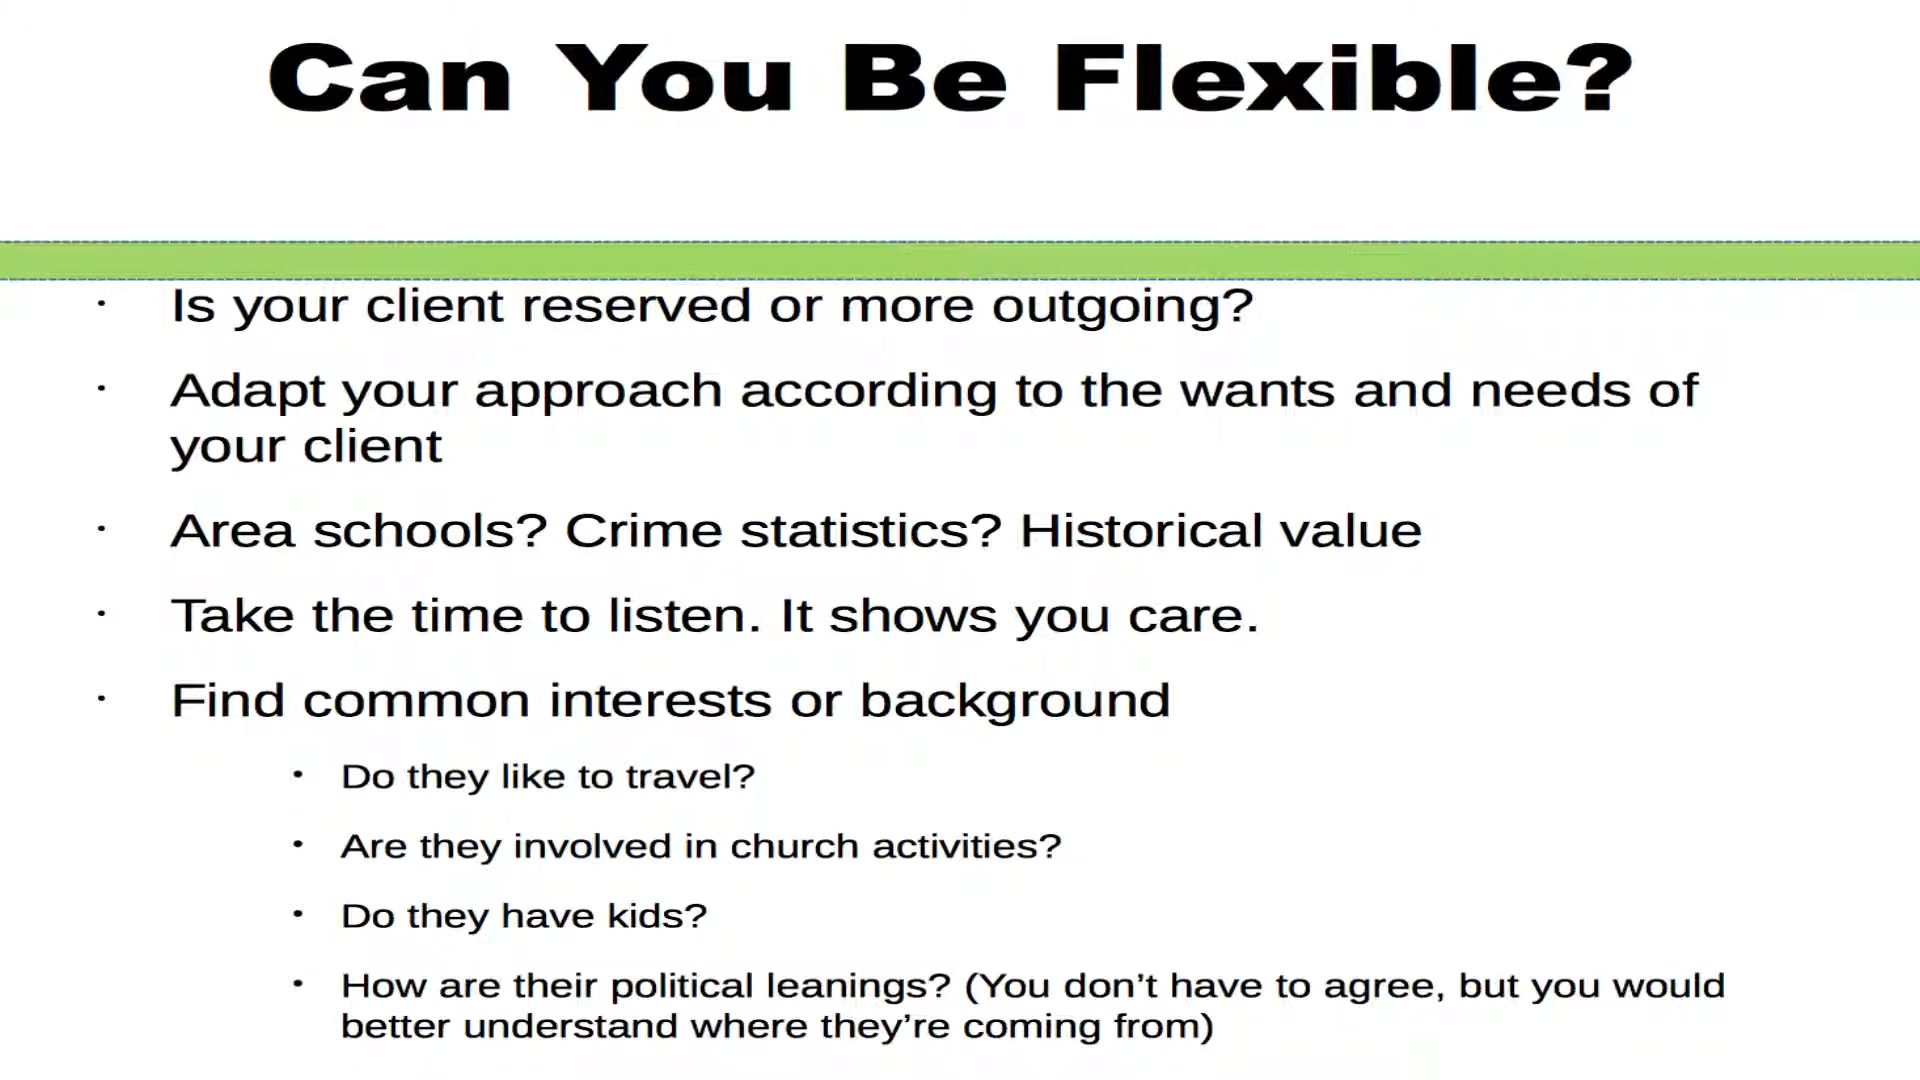 Can You Be Flexible?
· Is your client reserved or more outgoing?
· Adapt your approach according to the wants and needs of
your client
· Area schools? Crime statistics? Historical value
· Take the time to listen. It shows you care.
· Find common interests or background
• Do they like to travel?
• Are they involved in church activities?
• Do they have kids?
• How are their political leanings? (You don’t have to agree, but you would
better understand where they’re coming from)